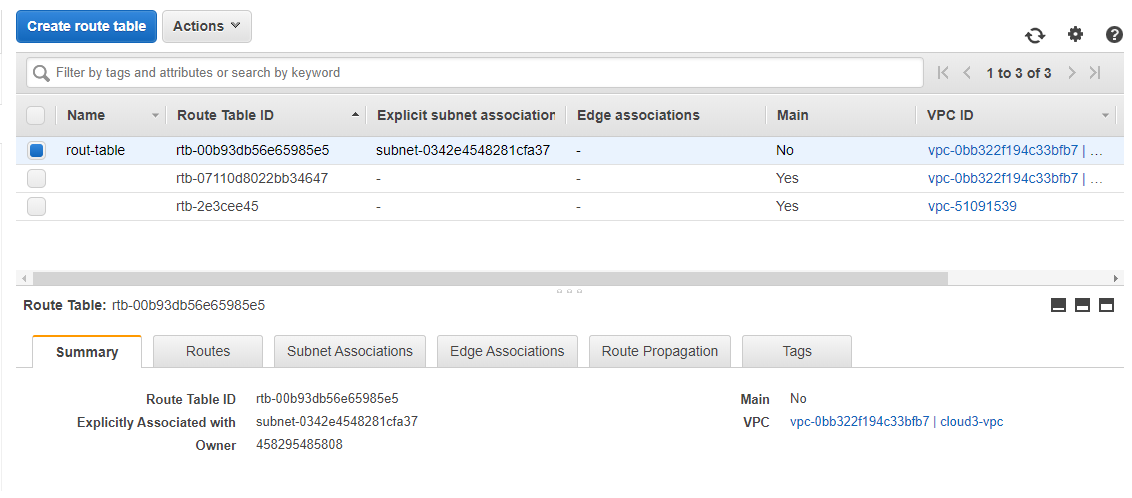 Create route table Actions
Filter by tags and attributes or search by keyword 1 to 3 of 3
Name Route Table ID Explicit subnet association Edge associations Main VPC ID
rout-table rtb-00b93db56e65985e5 subnet-0342e4548281cfa37 - No vpc-0bb322f194c33bfb7 | ...
rtb-07110d8022bb34647 - - Yes vpc-0bb322f194c33bfb7 | ...
rtb-2e3cee45 - - Yes vpc-51091539
Route Table: rtb-00b93db56e65985e5
Summary Routes Subnet Associations Edge Associations Route Propagation Tags
Route Table ID rtb-00b93db56e65985e5 Main No
Explicitly Associated with subnet-0342e4548281cfa37 VPC vpc-0bb322f194c33bfb7 | cloud3-vpc
Owner 458295485808